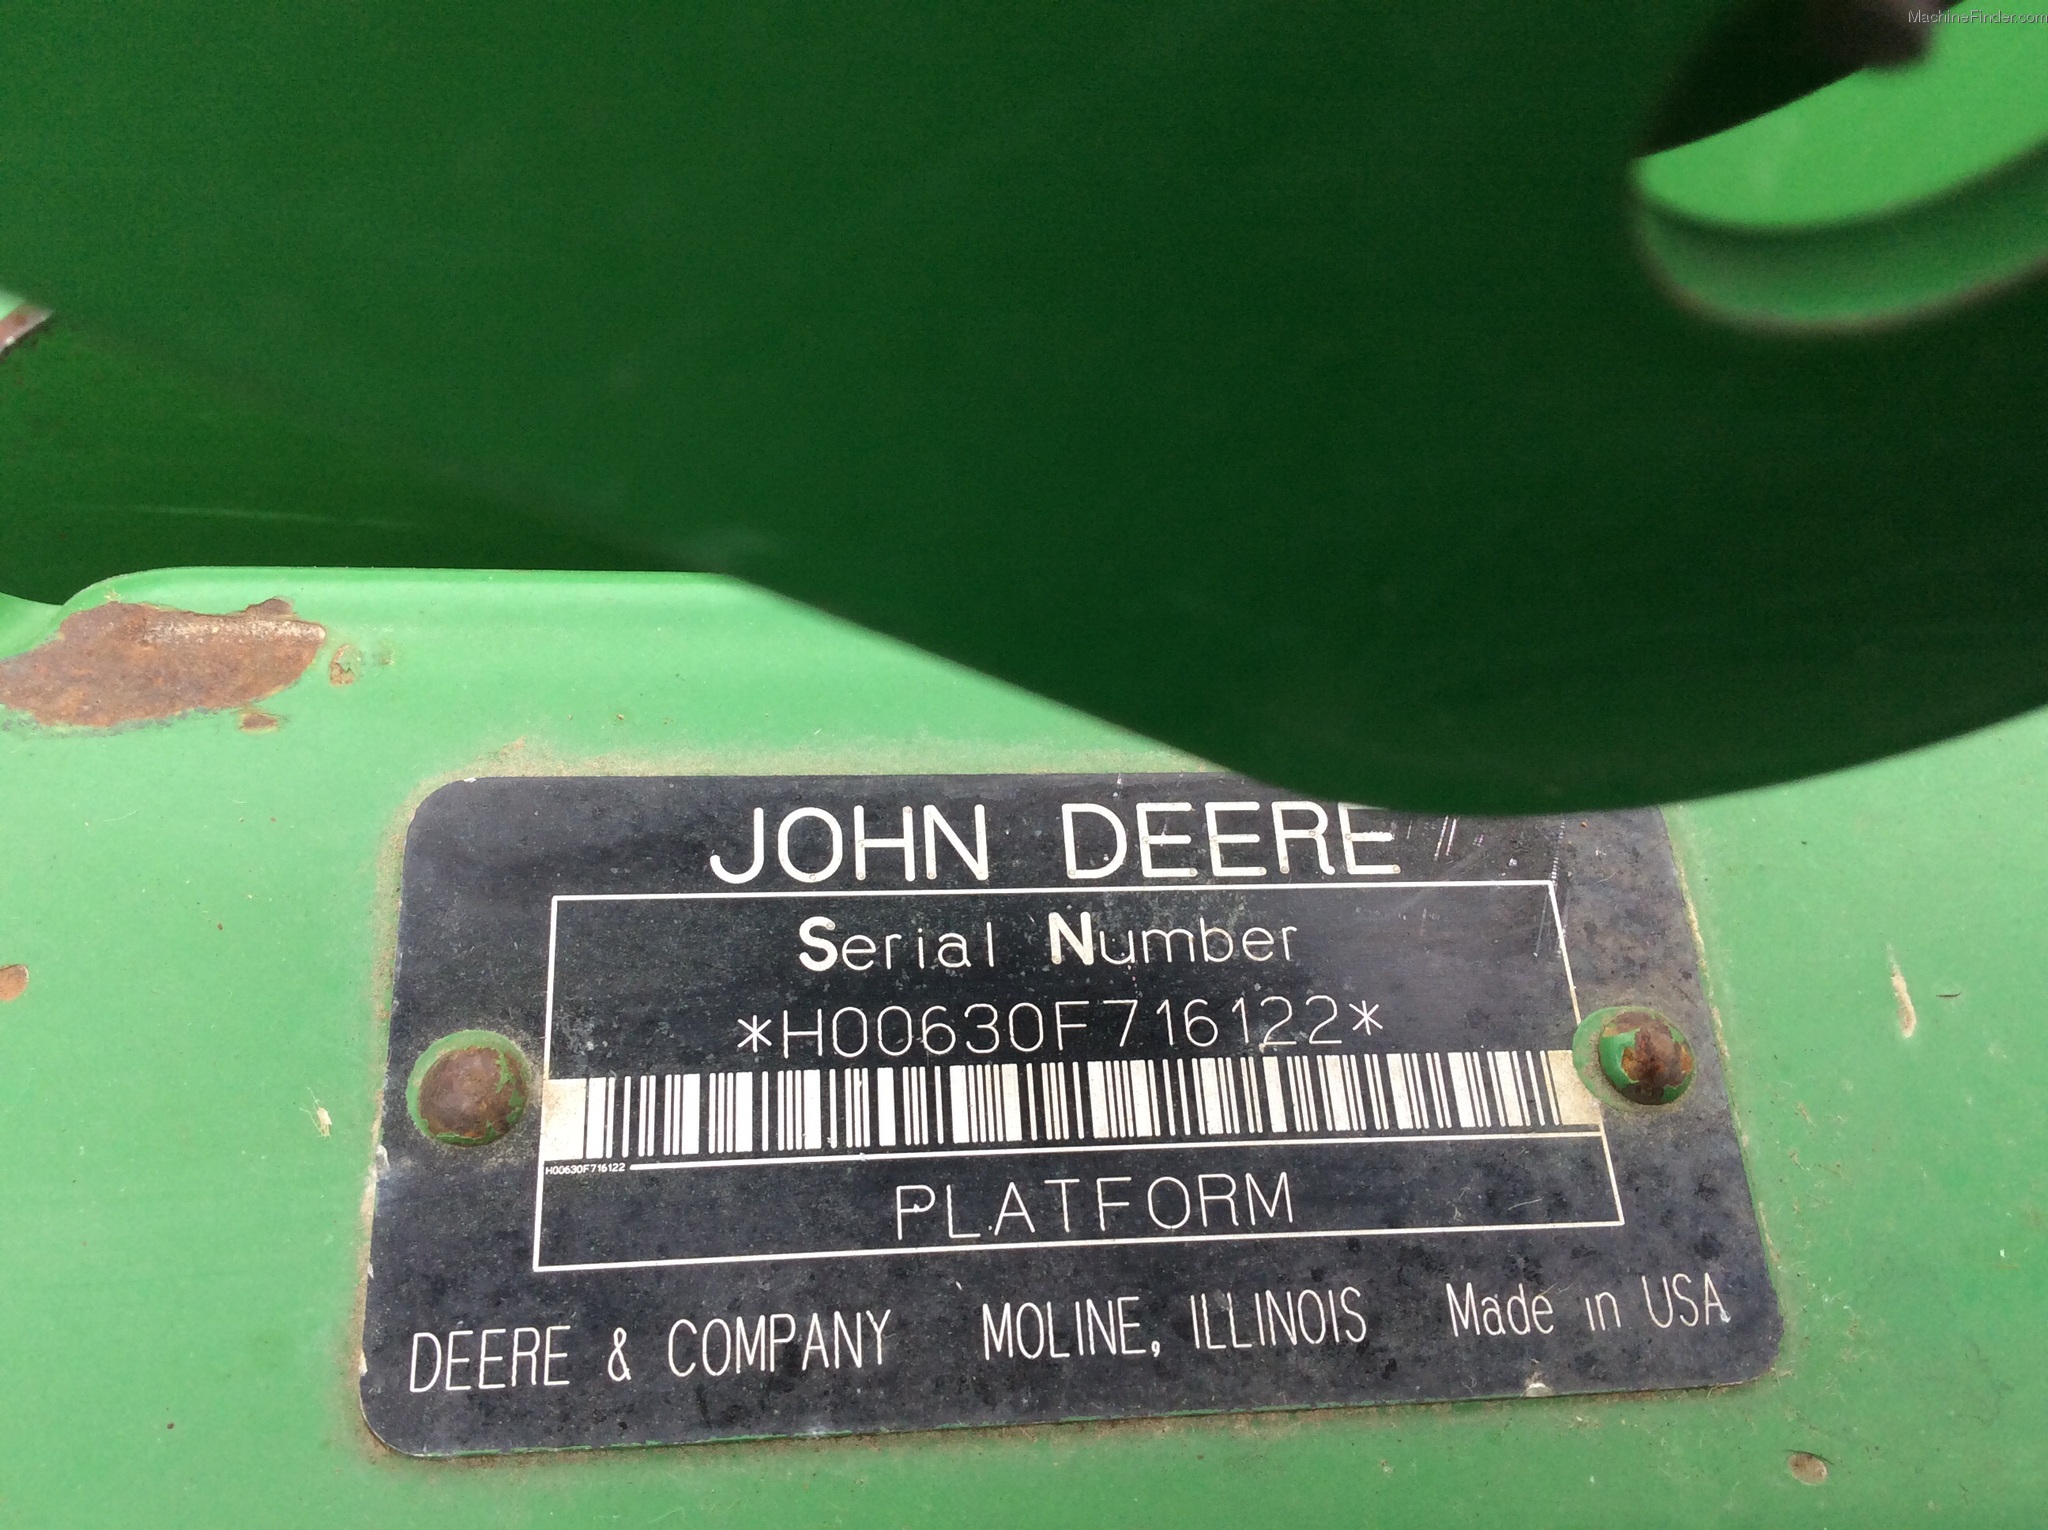 MachineFinder.com
JOHN DEERE
Serial Number
*H00630F716122*
H00630F716122
PLATFORM
DEERE & COMPANY MOLINE, ILLINOIS Made in USA